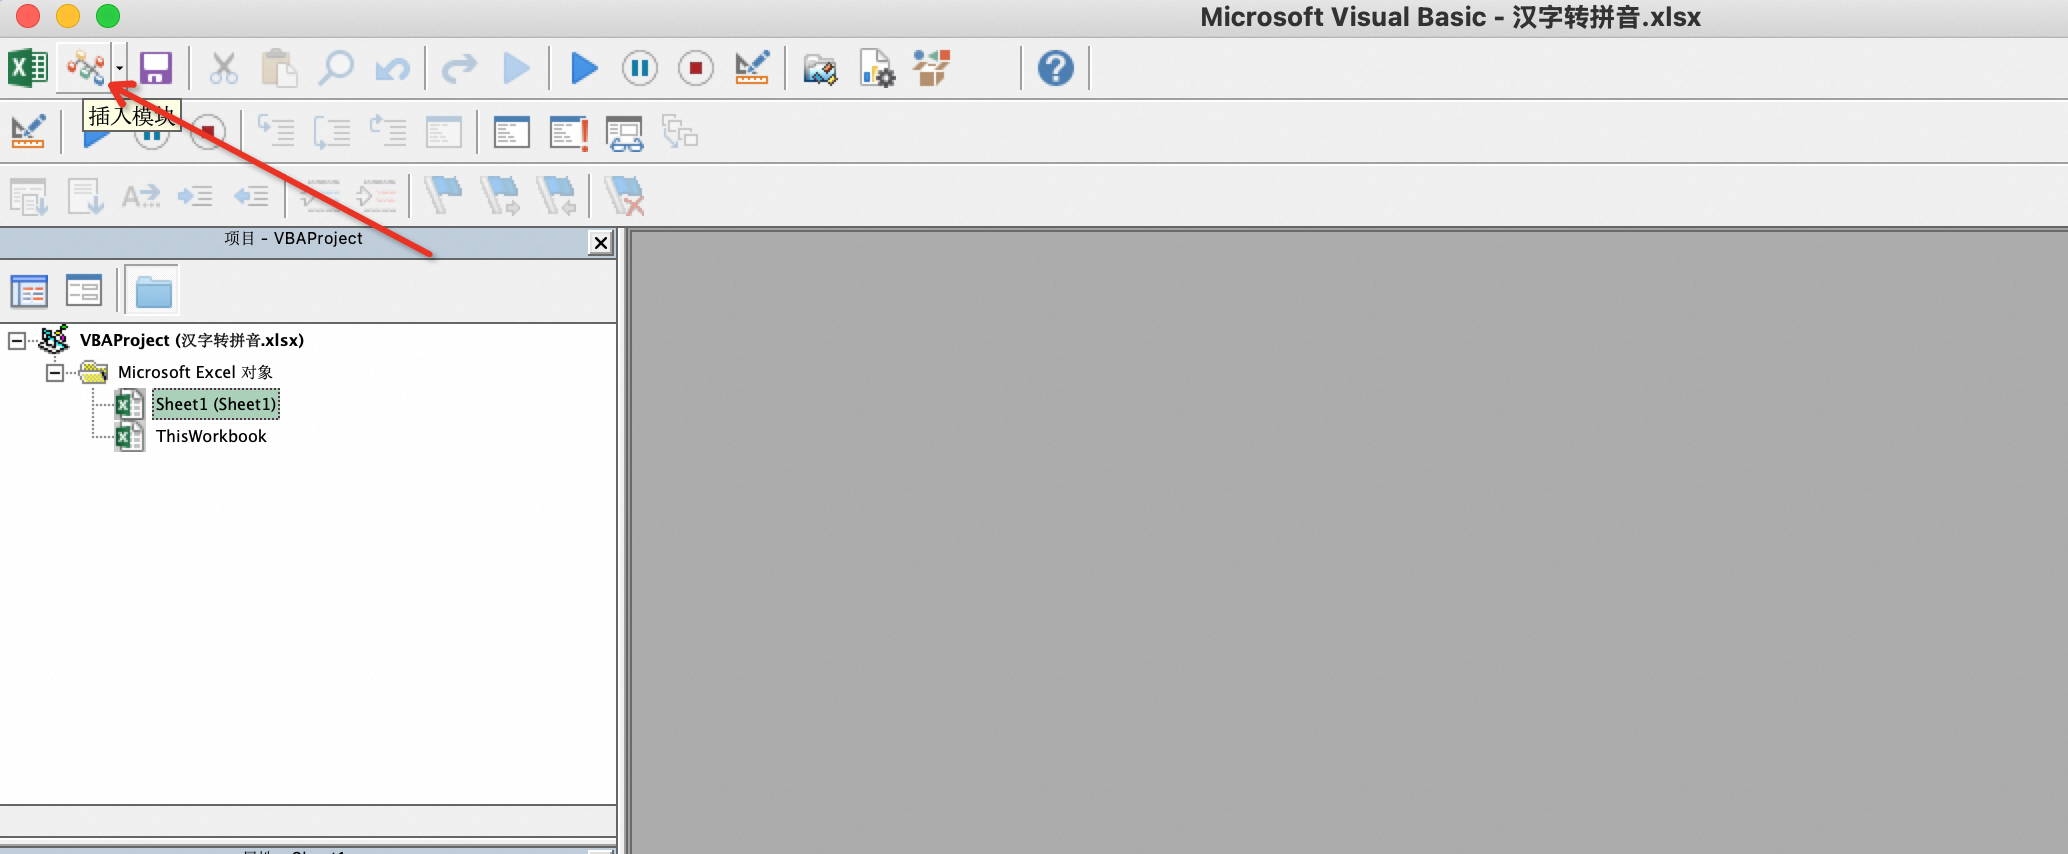 Microsoft Visual Basic - 汉字转拼音.xlsx
插入模块
项目 - VBAProject
VBAProject (汉字转拼音.xlsx)
Microsoft Excel 对象
Sheet1 (Sheet1)
ThisWorkbook